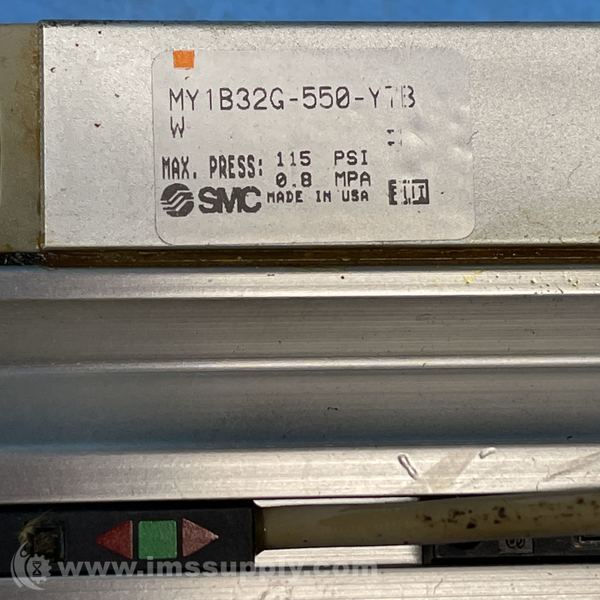 MY1B32G-550-Y7B
W
MAX. PRESS: 115 PSI
0.8 MPA
SMC MADE IN USA
© www.imssupply.com